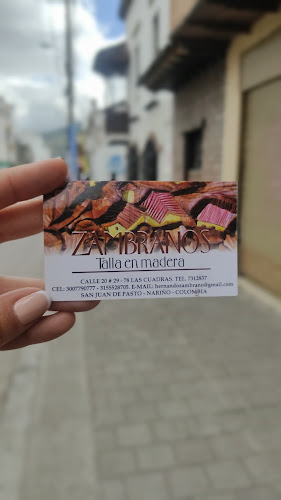 ZAMBRANOS
Talla en madera
CALLE 20 # 29 - 78 LAS CUADRAS. TEL. 7312837
CEL: 3007790777 - 3155528705. E-MAIL: hernandozambrano@gmail.com
SAN JUAN DE PASTO - NARIÑO - COLOMBIA